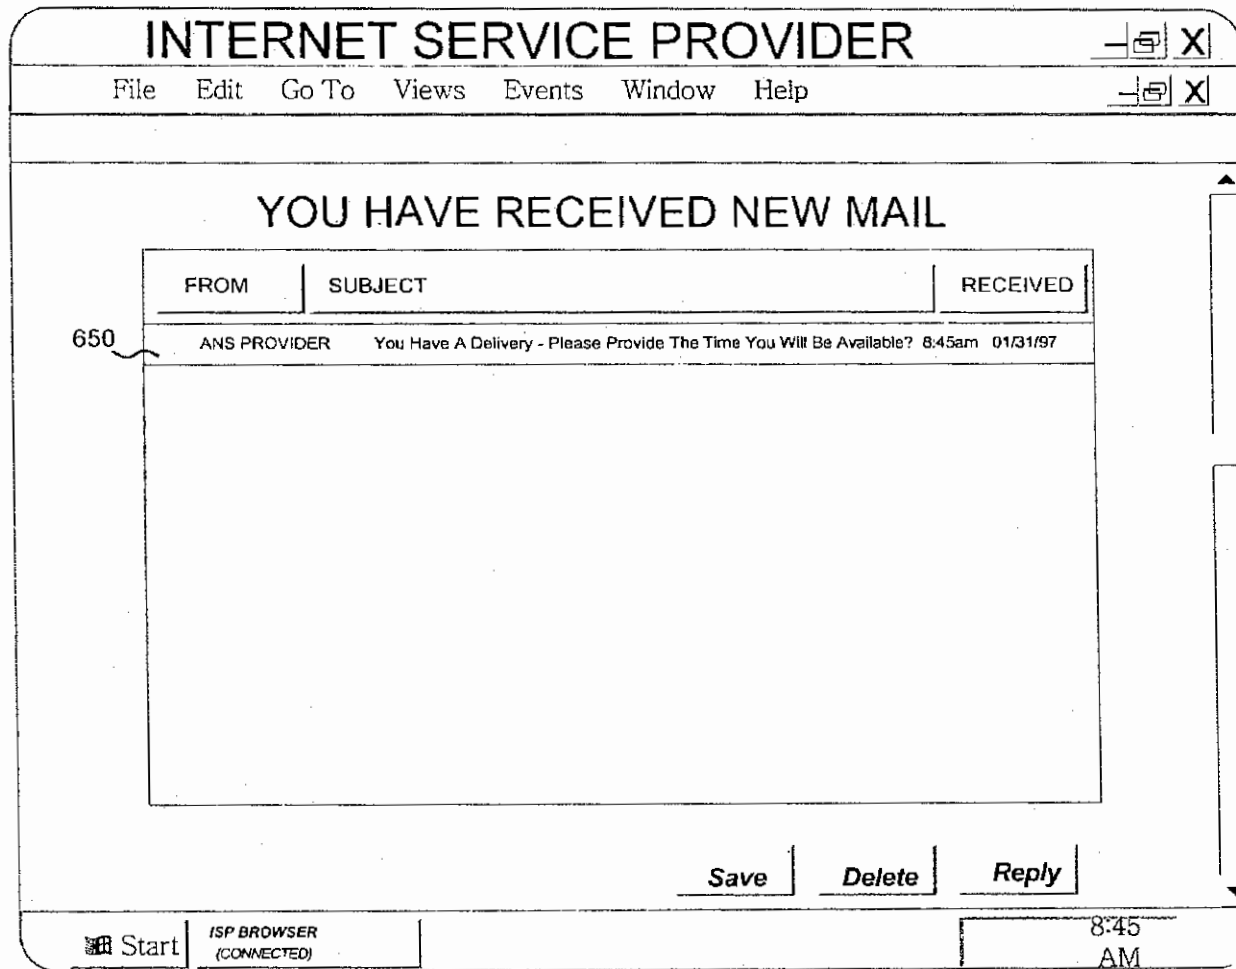 INTERNET SERVICE PROVIDER
File Edit Go To Views Events Window Help
YOU HAVE RECEIVED NEW MAIL
FROM SUBJECT RECEIVED
650 ANS PROVIDER You Have A Delivery - Please Provide The Time You Will Be Available? 8:45am 01/31/97
Save Delete Reply
Start ISP BROWSER 8:45
(CONNECTED) AM